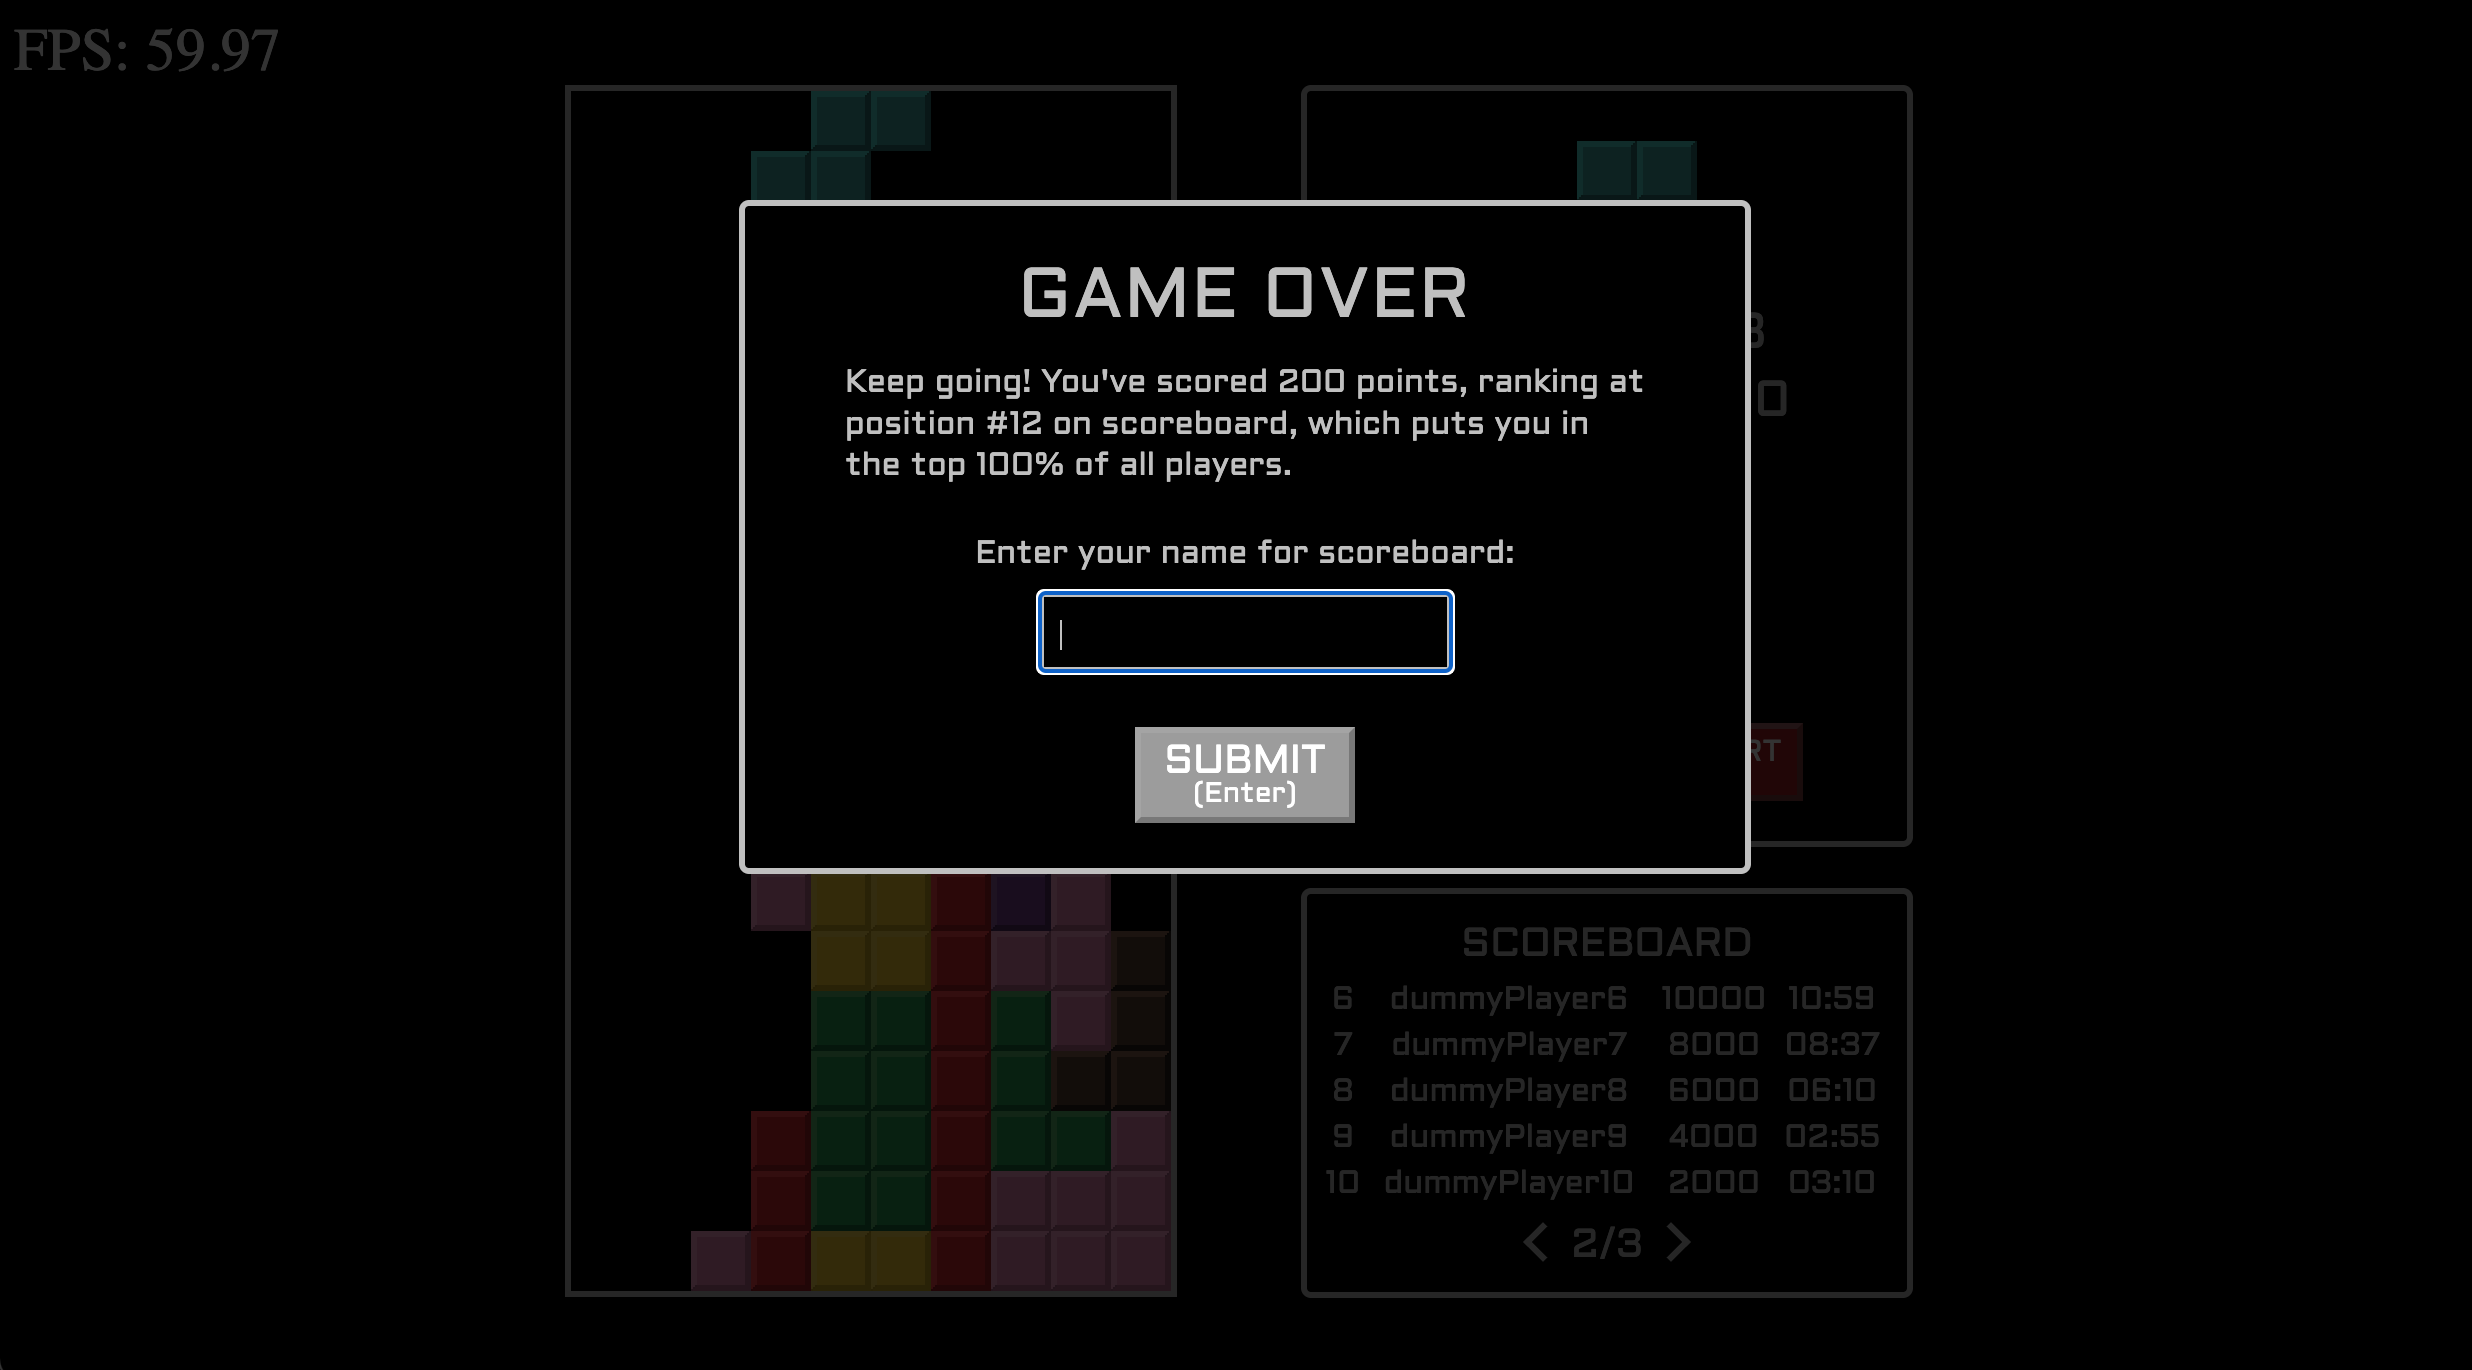 FPS: 59.97
GAME OVER
Keep going! You've scored 200 points, ranking at
position #12 on scoreboard, which puts you in
the top 100% of all players.
Enter your name for scoreboard:
SUBMIT
(Enter)
SCOREBOARD
6 dummyPlayer6 10000 10:59
7 dummyPlayer7 8000 08:37
8 dummyPlayer8 6000 06:10
9 dummyPlayer9 4000 02:55
10 dummyPlayer10 2000 03:10
< 2/3 >